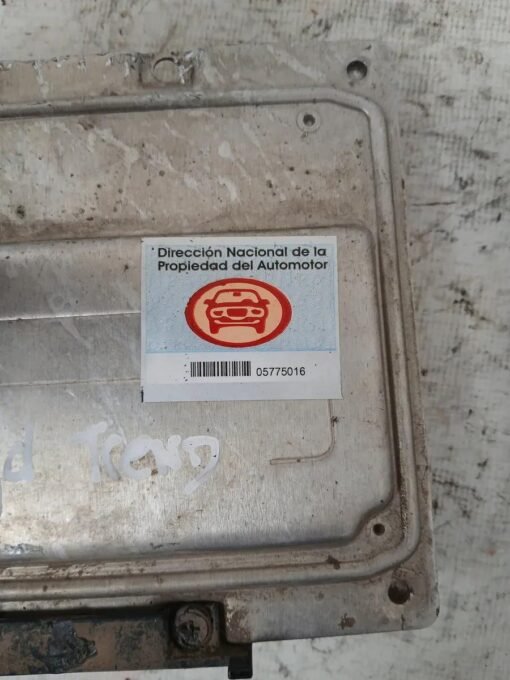 Dirección Nacional de la
Propiedad del Automotor
05775016
Trend